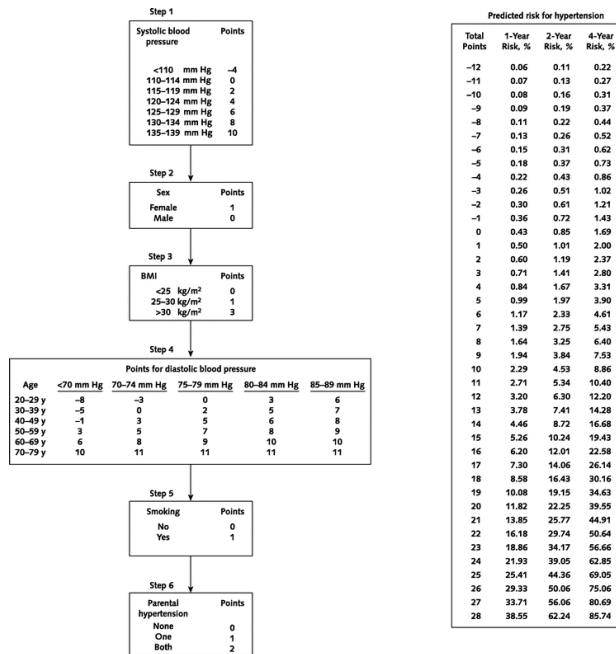 Step 1
Systolic blood pressure Points
<110 mm Hg –4
110–114 mm Hg 0
115–119 mm Hg 2
120–124 mm Hg 4
125–129 mm Hg 6
130–134 mm Hg 8
135–139 mm Hg 10
Step 2
Sex Points
Female 1
Male 0
Step 3
BMI Points
<25 kg/m² 0
25–30 kg/m² 1
>30 kg/m² 3
Step 4
Points for diastolic blood pressure
Age <70 mm Hg 70–74 mm Hg 75–79 mm Hg 80–84 mm Hg 85–89 mm Hg
20–29 y –8 –3 0 3 6
30–39 y –5 0 2 5 7
40–49 y –1 3 5 6 8
50–59 y 3 5 7 8 9
60–69 y 6 8 9 10 10
70–79 y 10 11 11 11 11
Step 5
Smoking Points
No 0
Yes 1
Step 6
Parental hypertension Points
None 0
One 1
Both 2
Predicted risk for hypertension
Total Points 1-Year Risk, % 2-Year Risk, % 4-Year Risk, %
–12 0.06 0.11 0.22
–11 0.07 0.13 0.27
–10 0.08 0.16 0.31
–9 0.09 0.19 0.37
–8 0.11 0.22 0.44
–7 0.13 0.26 0.52
–6 0.15 0.31 0.62
–5 0.18 0.37 0.73
–4 0.22 0.43 0.86
–3 0.26 0.51 1.02
–2 0.30 0.61 1.21
–1 0.36 0.72 1.43
0 0.43 0.85 1.69
1 0.50 1.01 2.00
2 0.60 1.19 2.37
3 0.71 1.41 2.80
4 0.84 1.67 3.31
5 0.99 1.97 3.90
6 1.17 2.33 4.61
7 1.39 2.75 5.43
8 1.64 3.25 6.40
9 1.94 3.84 7.53
10 2.29 4.53 8.86
11 2.71 5.34 10.40
12 3.20 6.30 12.20
13 3.78 7.41 14.28
14 4.46 8.72 16.68
15 5.26 10.24 19.43
16 6.20 12.01 22.58
17 7.30 14.06 26.14
18 8.58 16.43 30.16
19 10.08 19.15 34.63
20 11.82 22.25 39.55
21 13.85 25.77 44.91
22 16.18 29.74 50.64
23 18.86 34.17 56.66
24 21.93 39.05 62.85
25 25.41 44.36 69.05
26 29.33 50.06 75.06
27 33.71 56.06 80.69
28 38.55 62.24 85.74